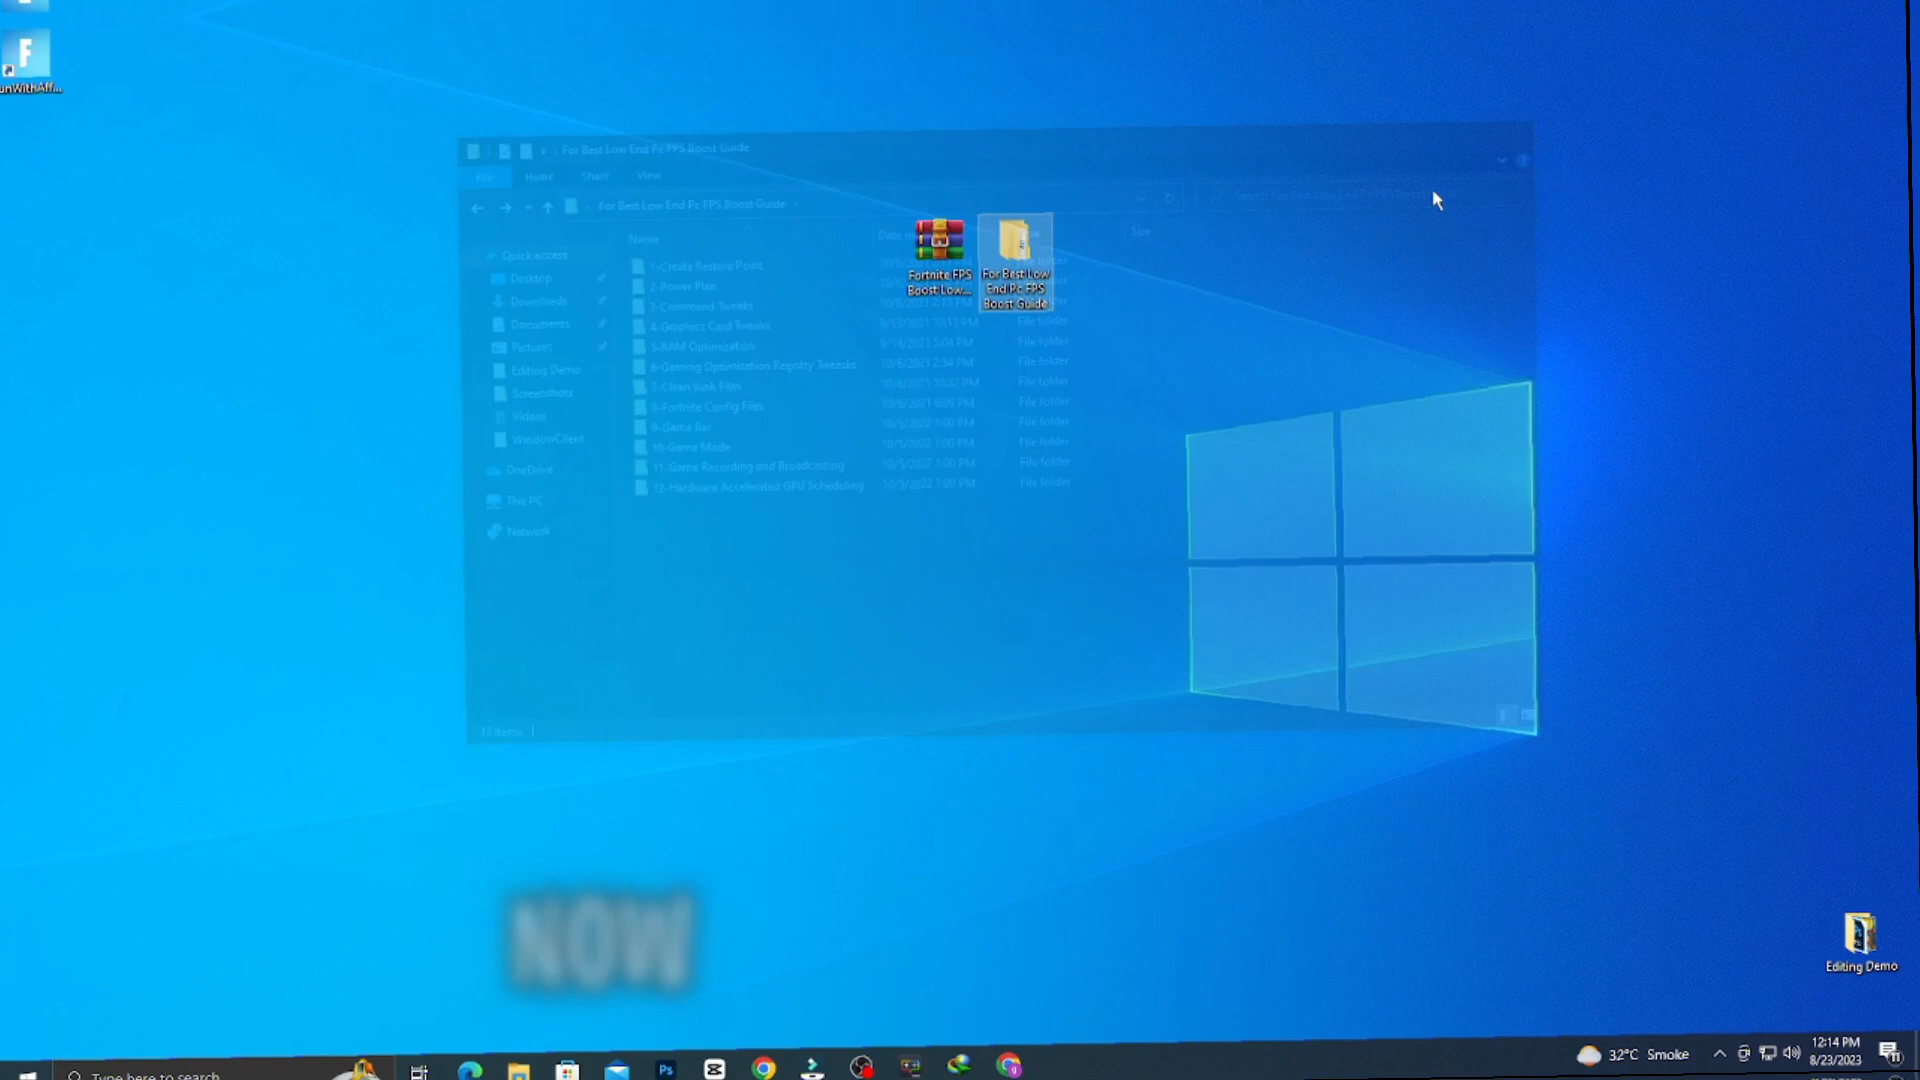 unWithAff...
For Best Low End Pc FPS Boost Guide
File Home Share View
For Best Low End Pc FPS Boost Guide
Name Size
Quick access
Desktop
Downloads
Documents
Pictures
Editing Demo
Screenshots
Videos
WindowClient
OneDrive
This PC
Network
1-Create Restore Point
2-Power Plan
3-Command Tweaks
4-Graphics Card Tweaks 9/13/2021 10:13 PM File folder
5-RAM Optimization 9/14/2021 5:04 PM File folder
6-Gaming Optimization Registry Tweaks 10/6/2021 2:34 PM File folder
7-Clean Junk Files 10/6/2021 10:32 PM File folder
8-Fortnite Config Files 10/6/2021 6:06 PM File folder
9-Game Bar 10/5/2022 1:00 PM File folder
10-Game Mode 10/5/2022 1:00 PM File folder
11-Game Recording and Broadcasting 10/5/2022 1:00 PM File folder
12-Hardware Accelerated GPU Scheduling 10/5/2022 1:00 PM File folder
12 items
Fortnite FPS
Boost Low...
For Best Low
End Pc FPS
Boost Guide
NOW
Editing Demo
Type here to search
Ps
32°C Smoke
12:14 PM
8/23/2023
11